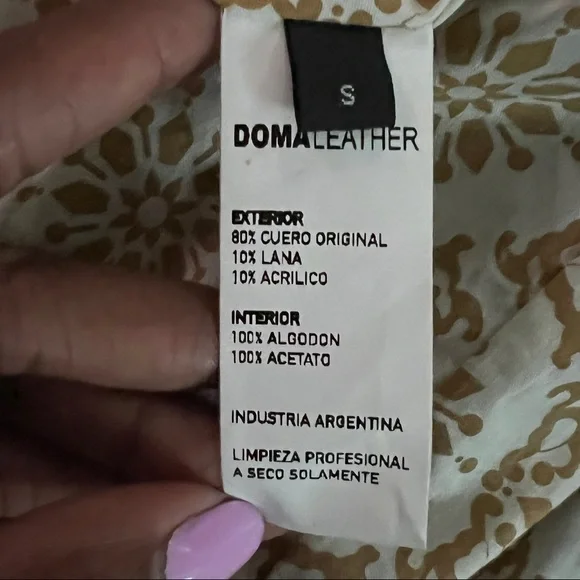 S
DOMALEATHER
EXTERIOR
80% CUERO ORIGINAL
10% LANA
10% ACRILICO
INTERIOR
100% ALGODON
100% ACETATO
INDUSTRIA ARGENTINA
LIMPIEZA PROFESIONAL
A SECO SOLAMENTE